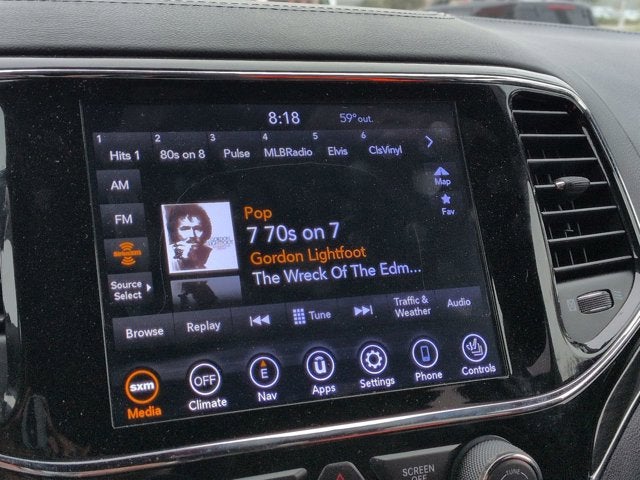 8:18 59° out.
1 2 3 4 5 6
Hits 1 80s on 8 Pulse MLBRadio Elvis ClsVinyl
AM
Map
Fav
FM
Pop
7 70s on 7
SiriusXM
Gordon Lightfoot
The Wreck Of The Edm...
Source
Select
Browse Replay Tune Traffic &
Weather Audio
sxm OFF E
Media Climate Nav Apps Settings Phone Controls
SCREEN
OFF
TUNE